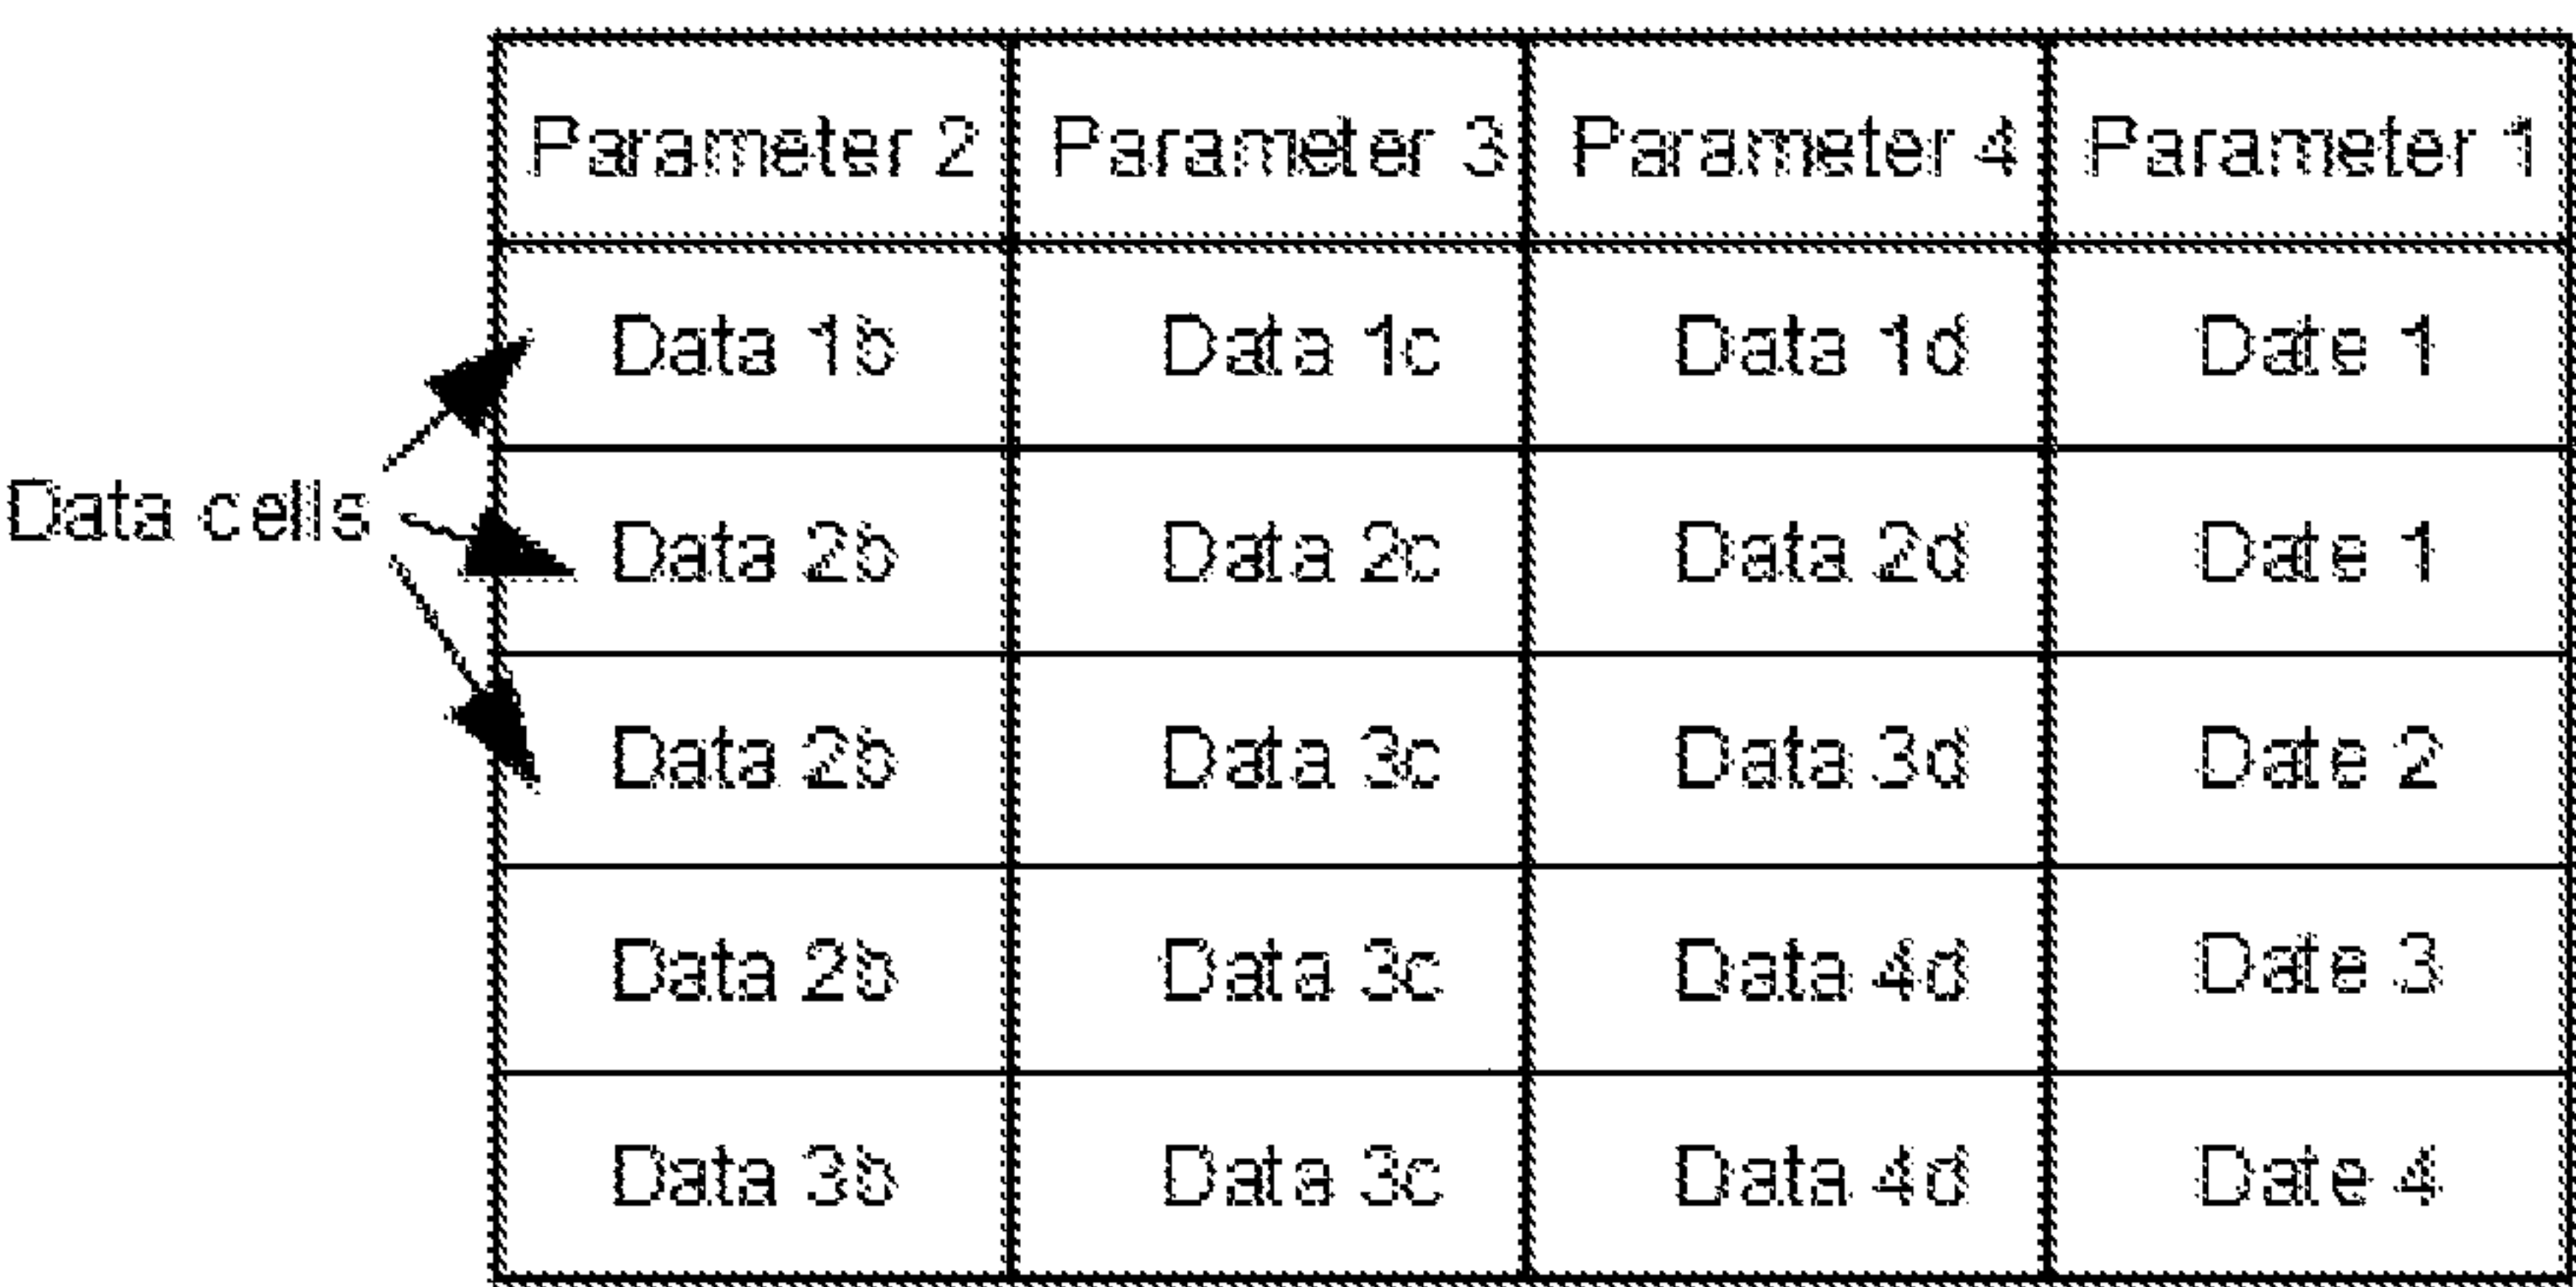 Parameter 2 Parameter 3 Parameter 4 Parameter 1
Data 1b Data 1c Data 1d Date 1
Data cells
Data 2b Data 2c Data 2d Date 1
Data 2b Data 3c Data 3d Date 2
Data 2b Data 3c Data 4d Date 3
Data 3b Data 3c Data 4d Date 4